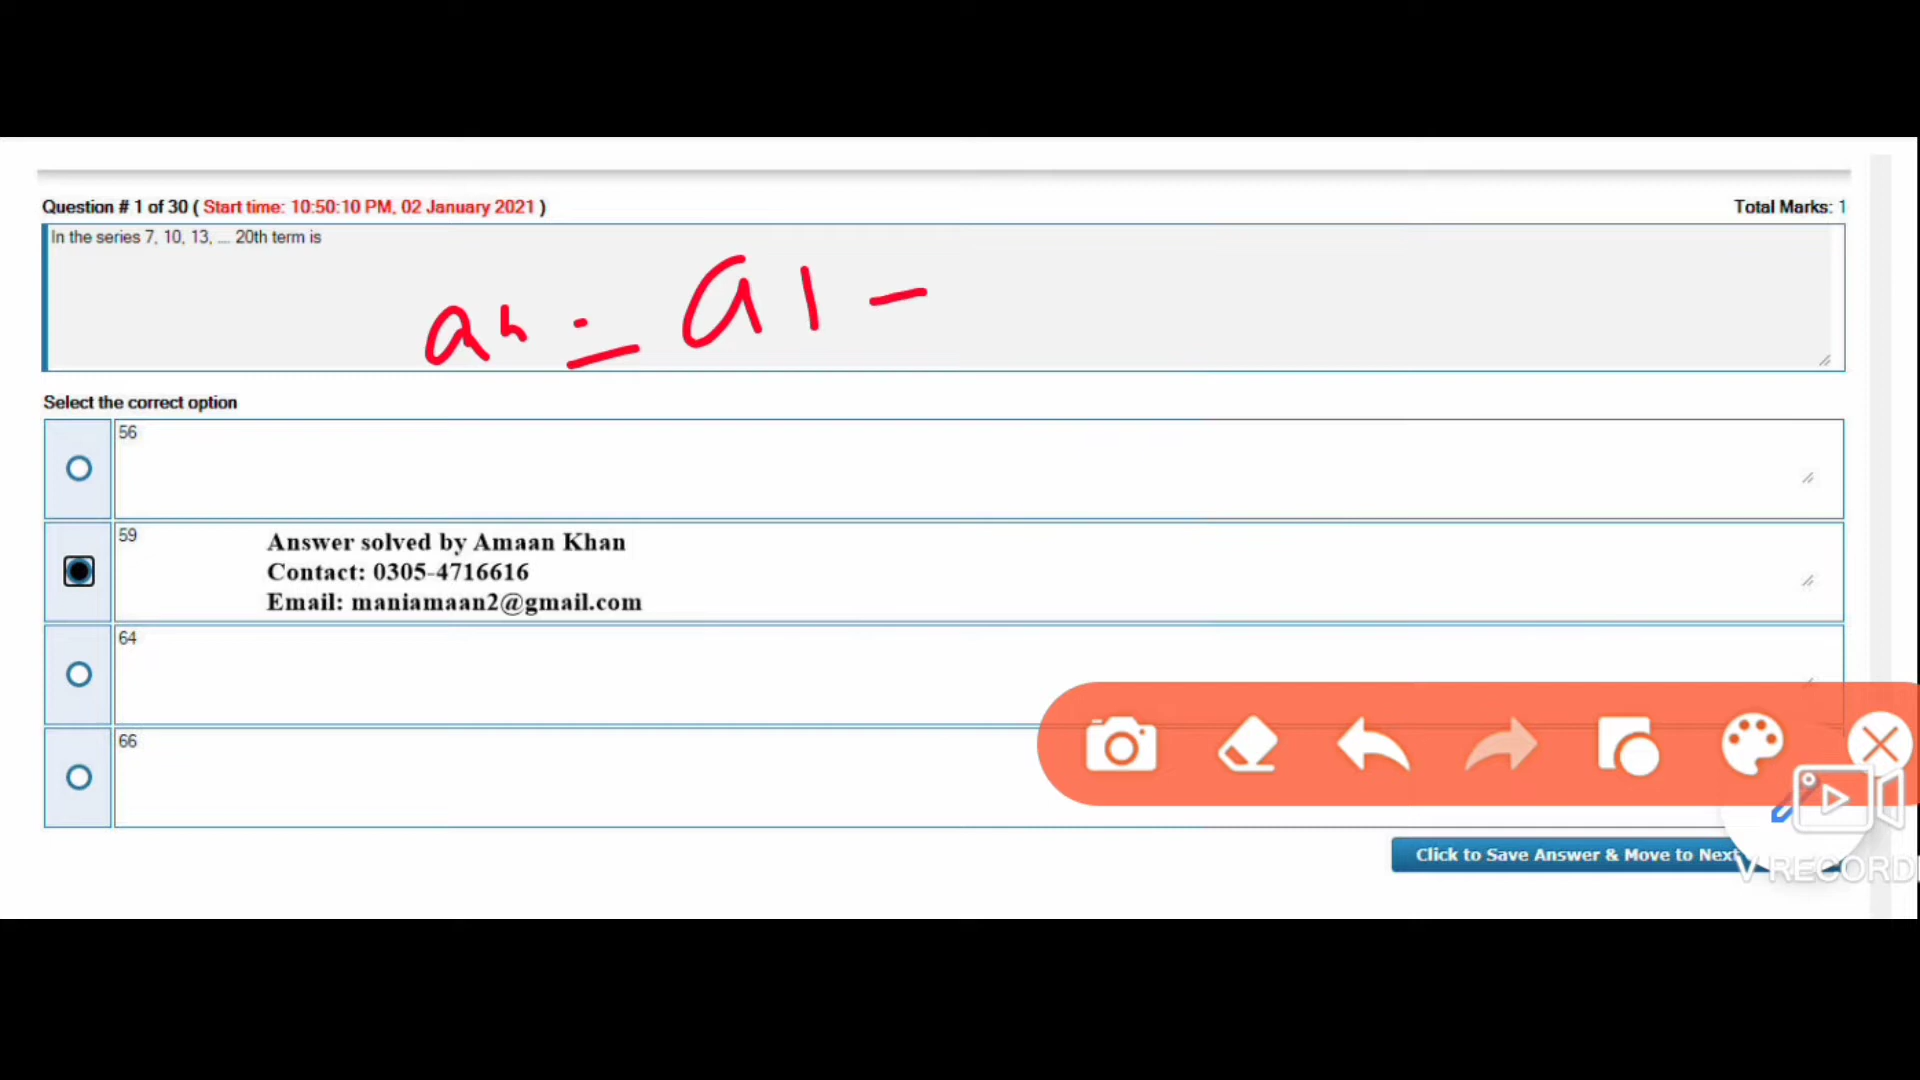 Question # 1 of 30 ( Start time: 10:50:10 PM, 02 January 2021 ) Total Marks: 1
In the series 7, 10, 13, ... 20th term is
an = a1 -
Select the correct option
56
59
Answer solved by Amaan Khan
Contact: 0305-4716616
Email: maniamaan2@gmail.com
64
66
Click to Save Answer & Move to Next
V RECORD